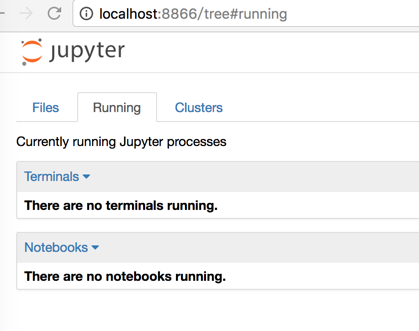 localhost:8866/tree#running
jupyter
Files Running Clusters
Currently running Jupyter processes
Terminals
There are no terminals running.
Notebooks
There are no notebooks running.